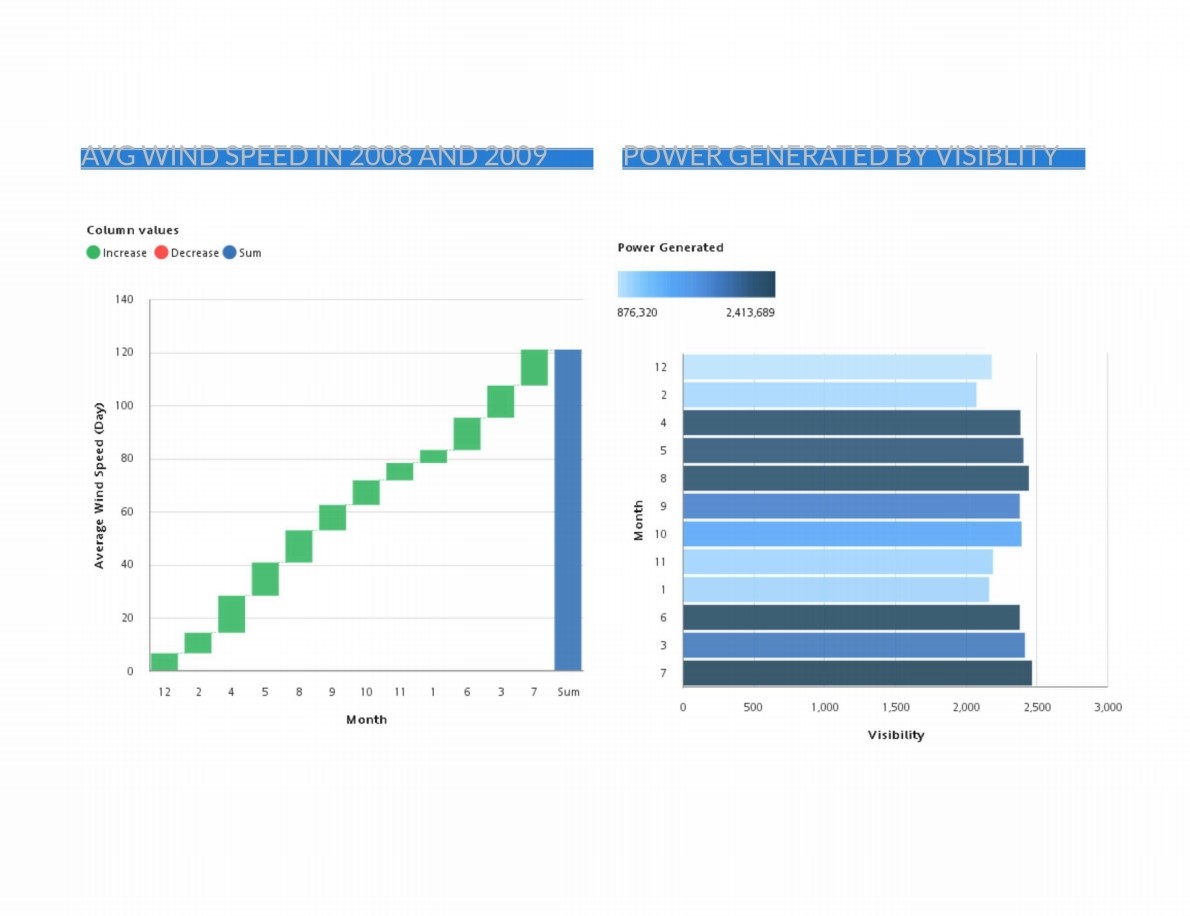 AVG WIND SPEED IN 2008 AND 2009
Column values
Increase Decrease Sum
140
120
100
80
60
40
20
0
Average Wind Speed (Day)
12 2 4 5 8 9 10 11 1 6 3 7 Sum
Month
POWER GENERATED BY VISIBLITY
Power Generated
876,320 2,413,689
12
2
4
5
8
9
10
11
1
6
3
7
Month
0 500 1,000 1,500 2,000 2,500 3,000
Visibility